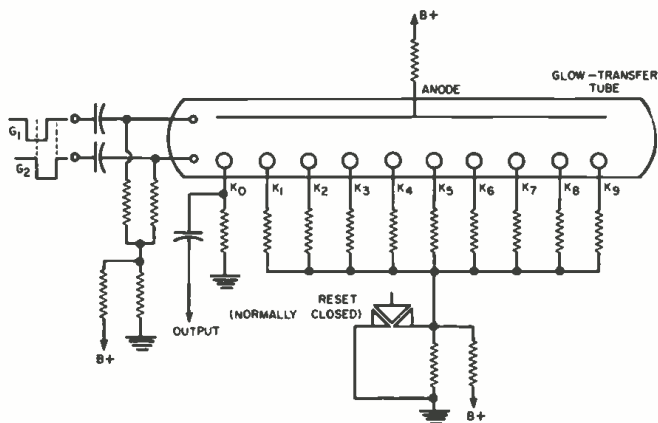 B+
GLOW-TRANSFER
TUBE
ANODE
G1
G2
K0 K1 K2 K3 K4 K5 K6 K7 K8 K9
RESET
(NORMALLY
CLOSED)
OUTPUT
B+
B+